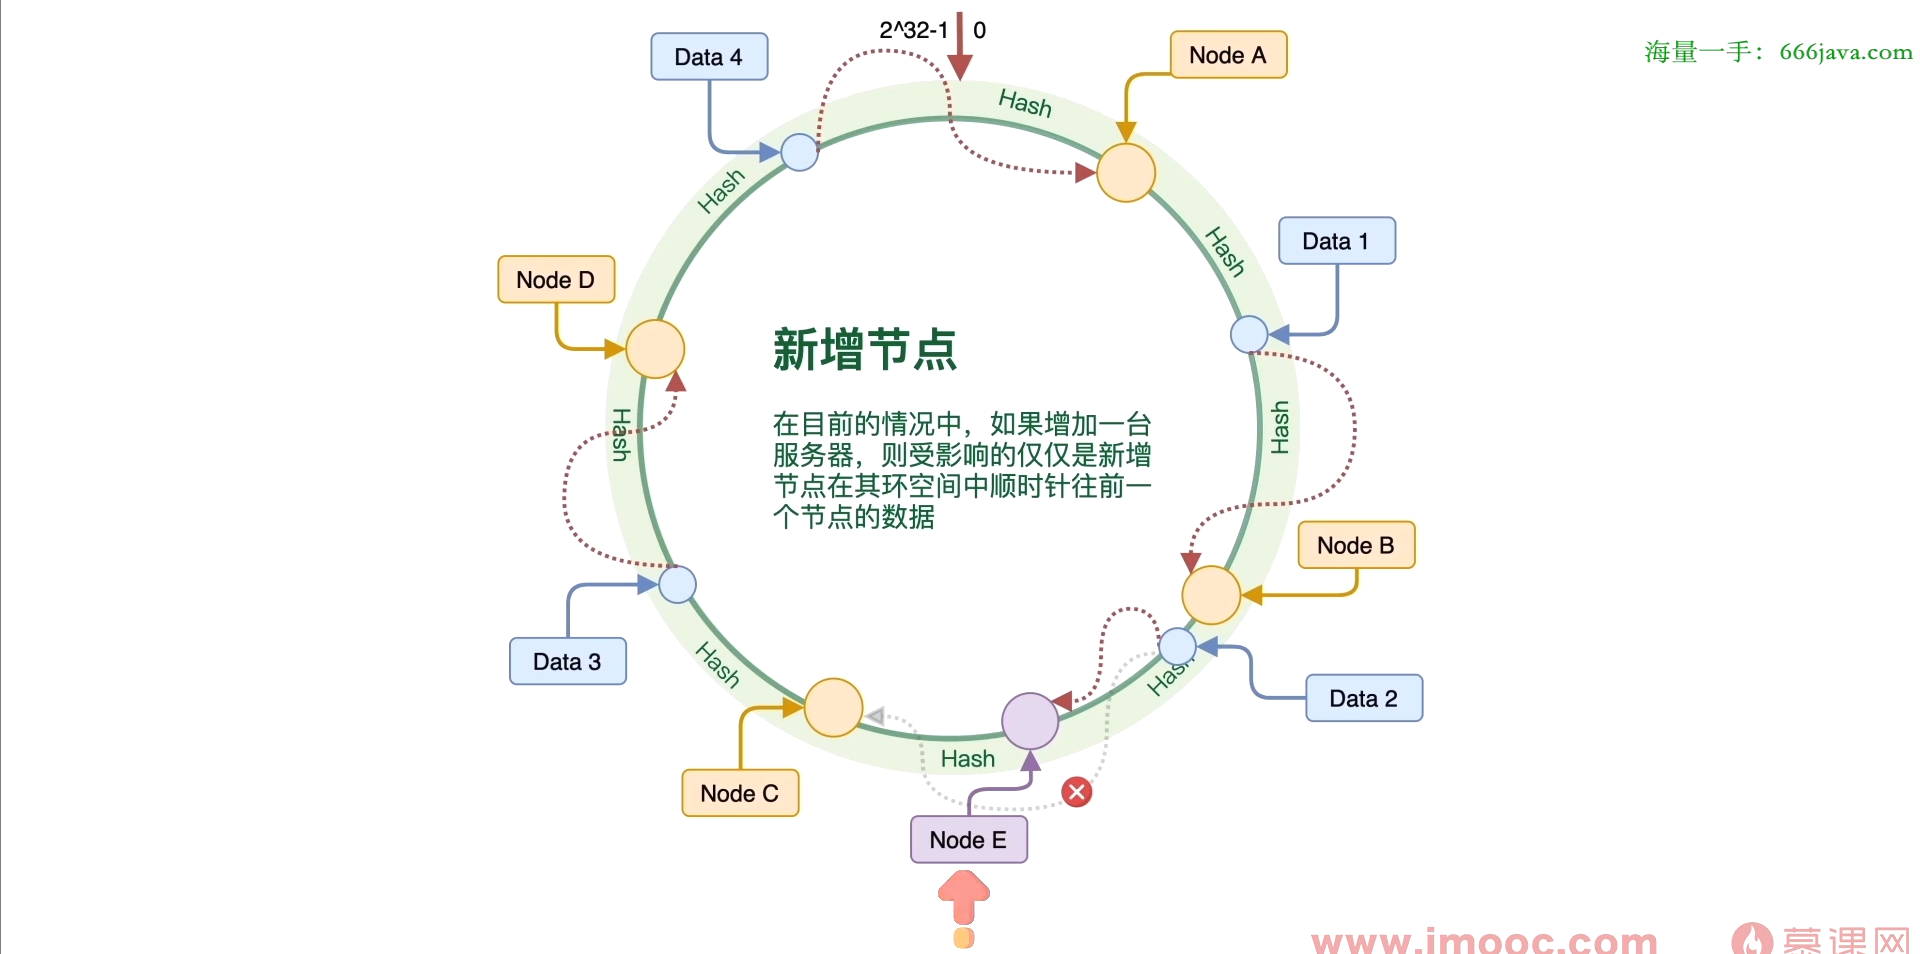 2^32-1
0
Data 4
Node A
海量一手：666java.com
Hash
Hash
Hash
Data 1
Node D
新增节点
Hash
Hash
在目前的情况中，如果增加一台
服务器，则受影响的仅仅是新增
节点在其环空间中顺时针往前一
个节点的数据
Node B
Data 3
Hash
Hash
Data 2
Hash
Node C
Node E
www.imooc.com
慕课网